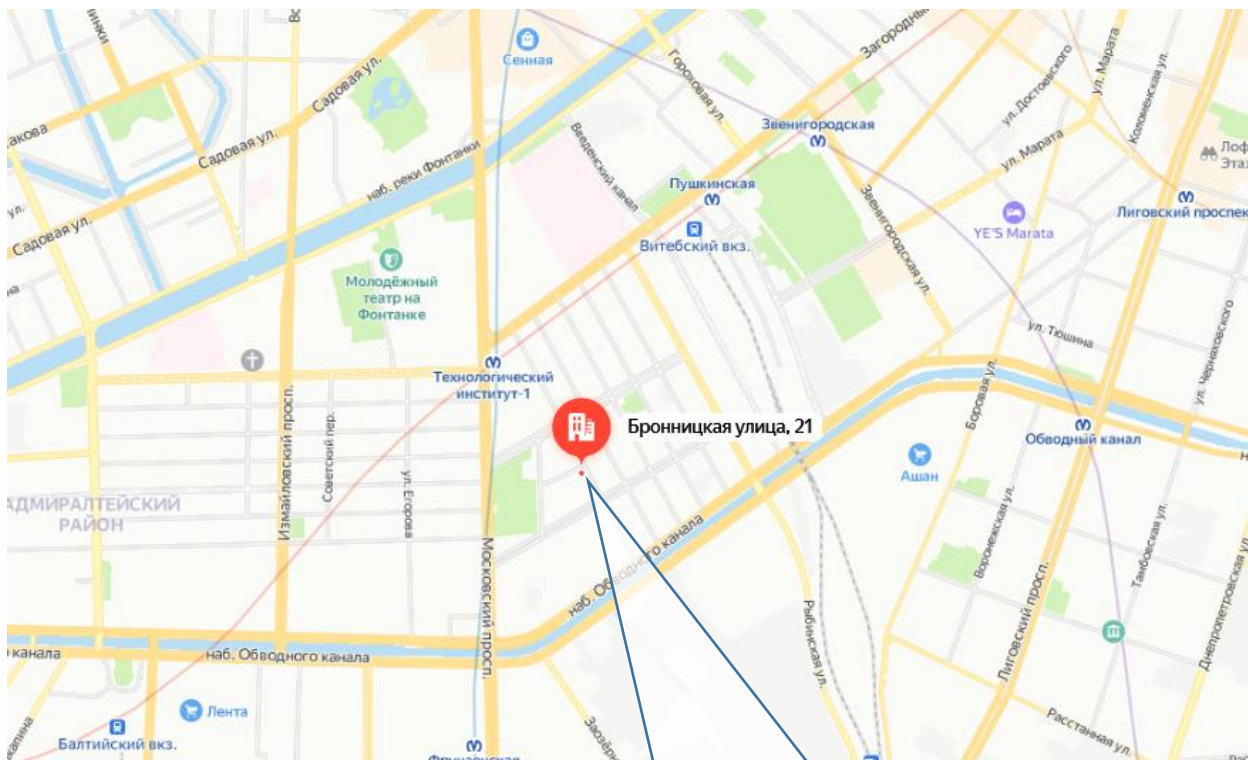 Сенная
Садовая ул.
Гороховая ул.
Загородный
ул. Марата
ул. Достоевского
Коломенская ул.
Введенский канал
Звенигородская
Садовая ул.
наб. реки Фонтанки
Пушкинская
ул. Марата
Лиговский проспек
Садовая ул.
Витебский вкз.
Звенигородская ул.
YE'S Marata
Молодёжный
театр на
Фонтанке
ул. Тюшина
ул. Черняховского
Технологический
институт-1
Боровая ул.
Измайловский просп.
Советский пер.
Бронницкая улица, 21
Обводный канал
ул. Егорова
Ашан
АДМИРАЛТЕЙСКИЙ
РАЙОН
Воронежская ул.
Тамбовская ул.
Московский просп.
наб. Обводного канала
Рыбинская ул.
Лиговский просп.
Днепропетровская ул.
канала
наб. Обводного канала
Лента
Балтийский вкз.
Расстанная ул.